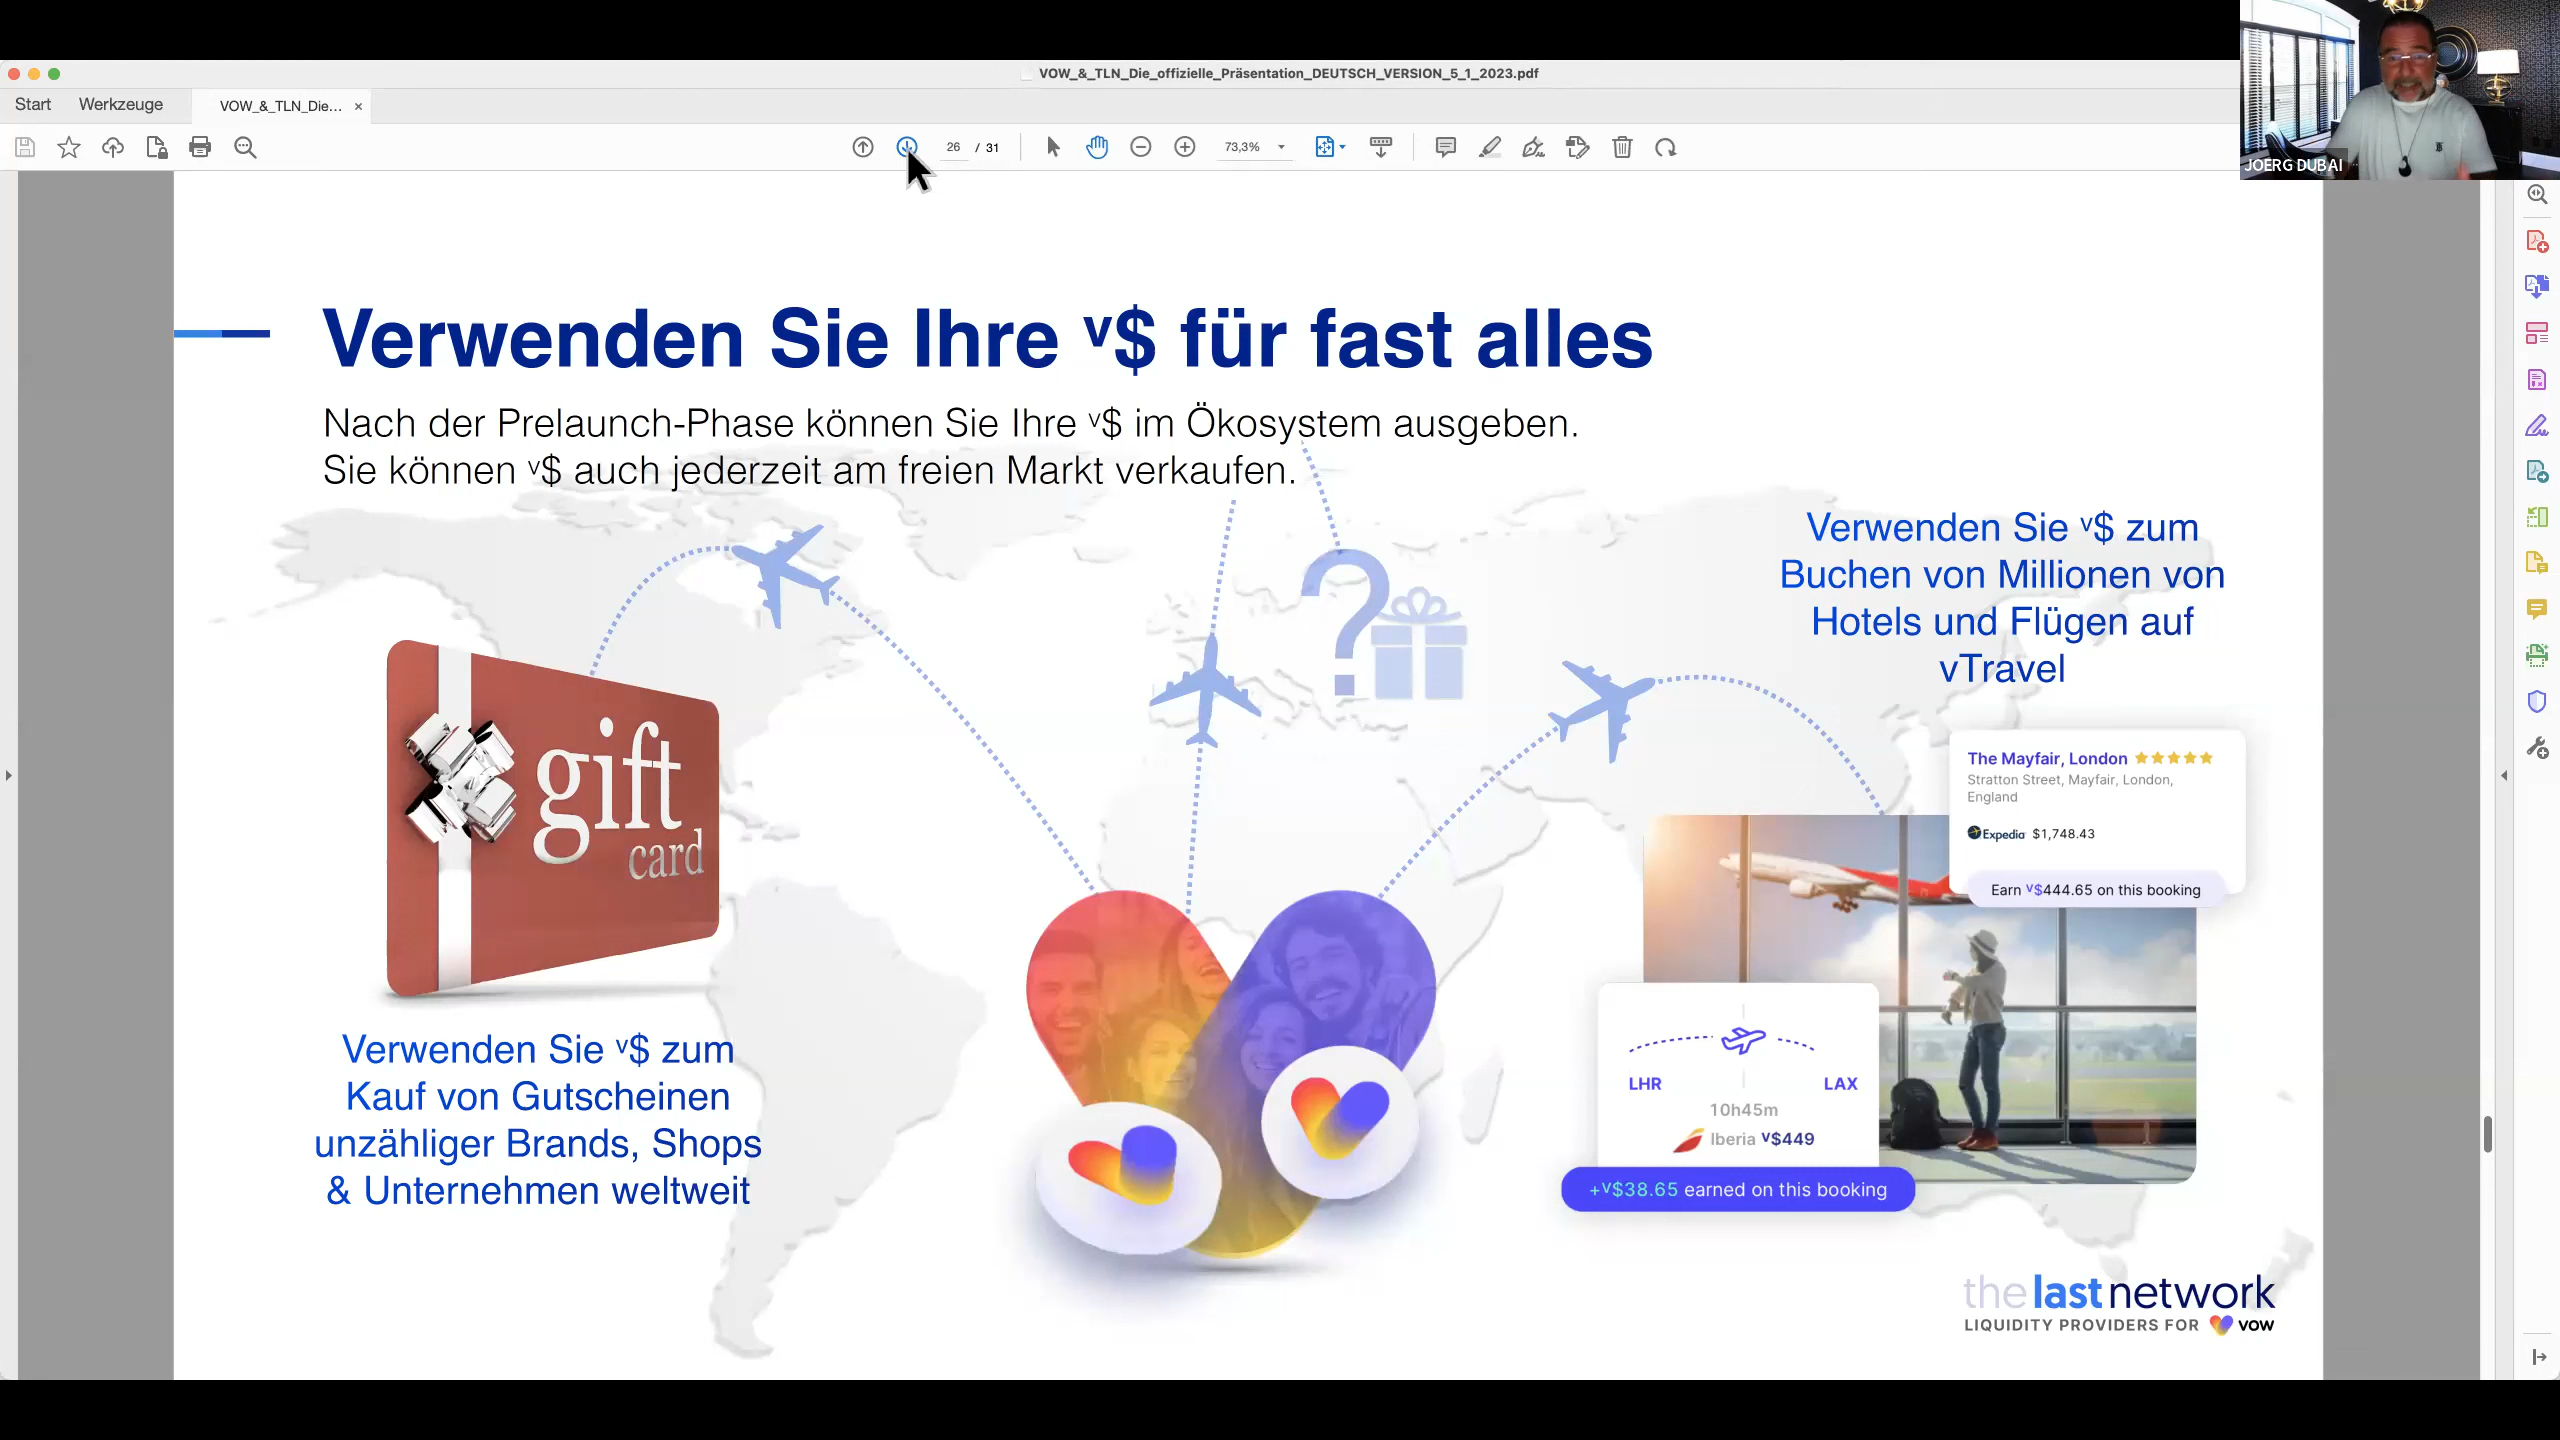 VOW_&_TLN_Die_offizielle_Präsentation_DEUTSCH_VERSION_5_1_2023.pdf
Start Werkzeuge VOW_&_TLN_Die... ×
26 / 31 73,3%
JOERG DUBAI
Verwenden Sie Ihre ᵛ$ für fast alles
Nach der Prelaunch-Phase können Sie Ihre ᵛ$ im Ökosystem ausgeben.
Sie können ᵛ$ auch jederzeit am freien Markt verkaufen.
Verwenden Sie ᵛ$ zum
Buchen von Millionen von
Hotels und Flügen auf
vTravel
?
gift
card
The Mayfair, London
Stratton Street, Mayfair, London,
England
Expedia $1,748.43
Earn ᵛ$444.65 on this booking
Verwenden Sie ᵛ$ zum
Kauf von Gutscheinen
unzähliger Brands, Shops
& Unternehmen weltweit
LHR LAX
10h45m
Iberia ᵛ$449
+ᵛ$38.65 earned on this booking
the last network
LIQUIDITY PROVIDERS FOR VOW